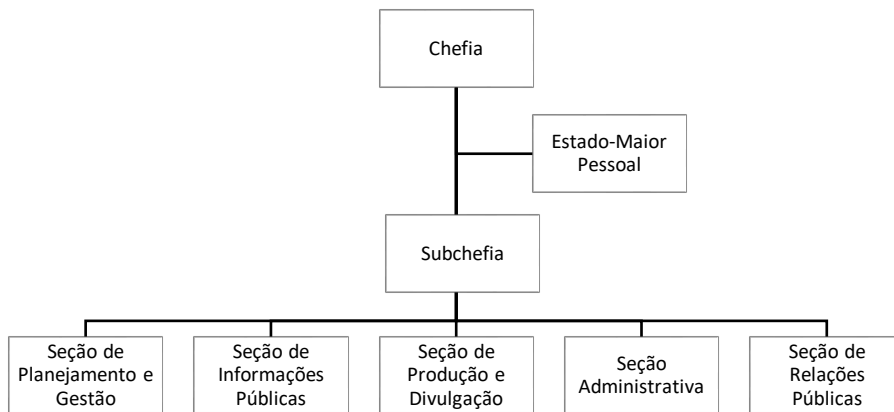 Chefia
Estado-Maior
Pessoal
Subchefia
Seção de
Planejamento e
Gestão
Seção de
Informações
Públicas
Seção de
Produção e
Divulgação
Seção
Administrativa
Seção de
Relações
Públicas